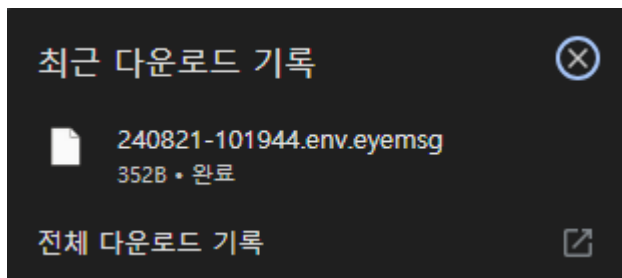 최근 다운로드 기록
240821-101944.env.eyemsg
352B • 완료
전체 다운로드 기록